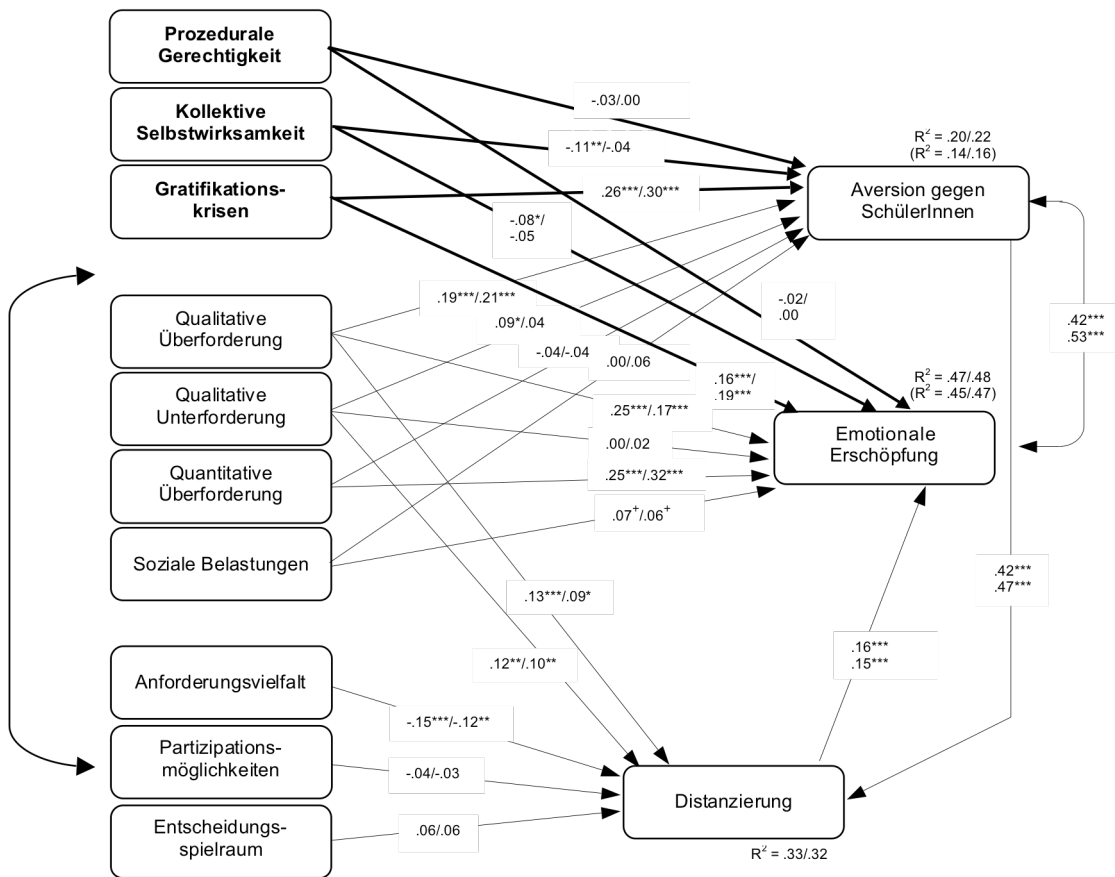 Prozedurale
Gerechtigkeit
Kollektive
Selbstwirksamkeit
Gratifikations-
krisen
-.03/.00
-.11**/-.04
.26***/.30***
-.08*/
-.05
R² = .20/.22
(R² = .14/.16)
Aversion gegen
SchülerInnen
Qualitative
Überforderung
Qualitative
Unterforderung
Quantitative
Überforderung
Soziale Belastungen
.19***/.21***
.09*/.04
-.04/-.04
.00/.06
-.02/
.00
.42***
.53***
.16***/
.19***
.25***/.17***
.00/.02
.25***/.32***
.07⁺/.06⁺
R² = .47/.48
(R² = .45/.47)
Emotionale
Erschöpfung
.13***/.09*
.12**/.10**
.42***
.47***
.16***
.15***
Anforderungsvielfalt
Partizipations-
möglichkeiten
Entscheidungs-
spielraum
-.15***/-.12**
-.04/-.03
.06/.06
Distanzierung
R² = .33/.32